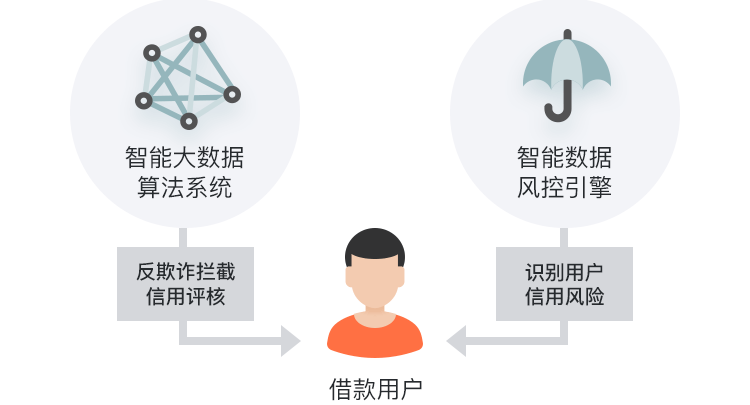 智能大数据
算法系统
反欺诈拦截
信用评核
智能数据
风控引擎
识别用户
信用风险
借款用户